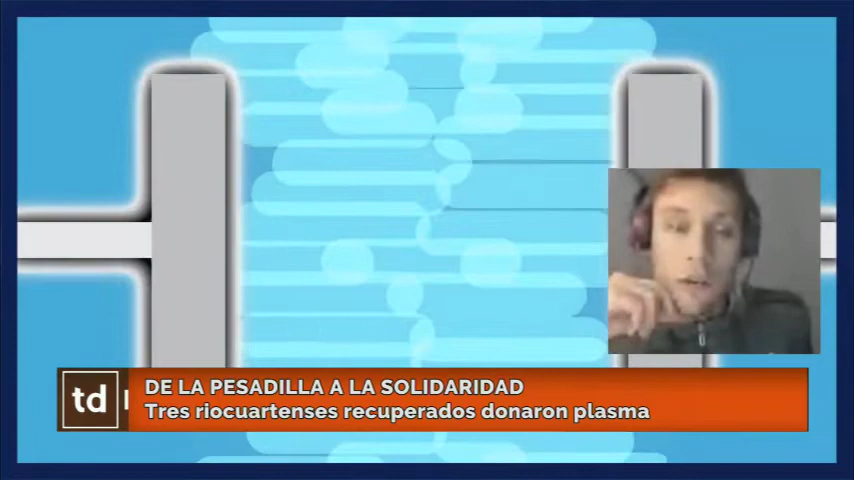 td
DE LA PESADILLA A LA SOLIDARIDAD
Tres riocuartenses recuperados donaron plasma